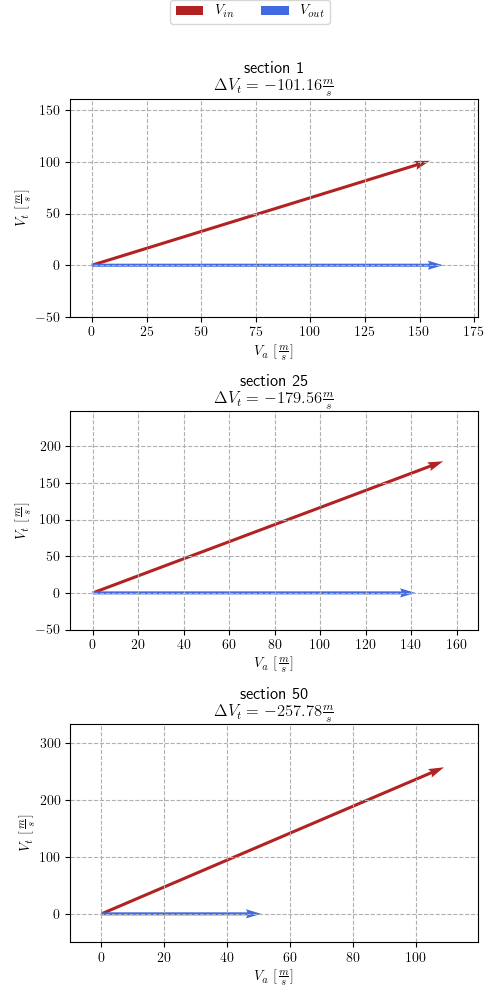 V_in V_out
section 1
ΔV_t = −101.16 m/s
150
100
50
0
−50
V_t [m/s]
0 25 50 75 100 125 150 175
V_a [m/s]
section 25
ΔV_t = −179.56 m/s
200
150
100
50
0
−50
V_t [m/s]
0 20 40 60 80 100 120 140 160
V_a [m/s]
section 50
ΔV_t = −257.78 m/s
300
200
100
0
V_t [m/s]
0 20 40 60 80 100
V_a [m/s]